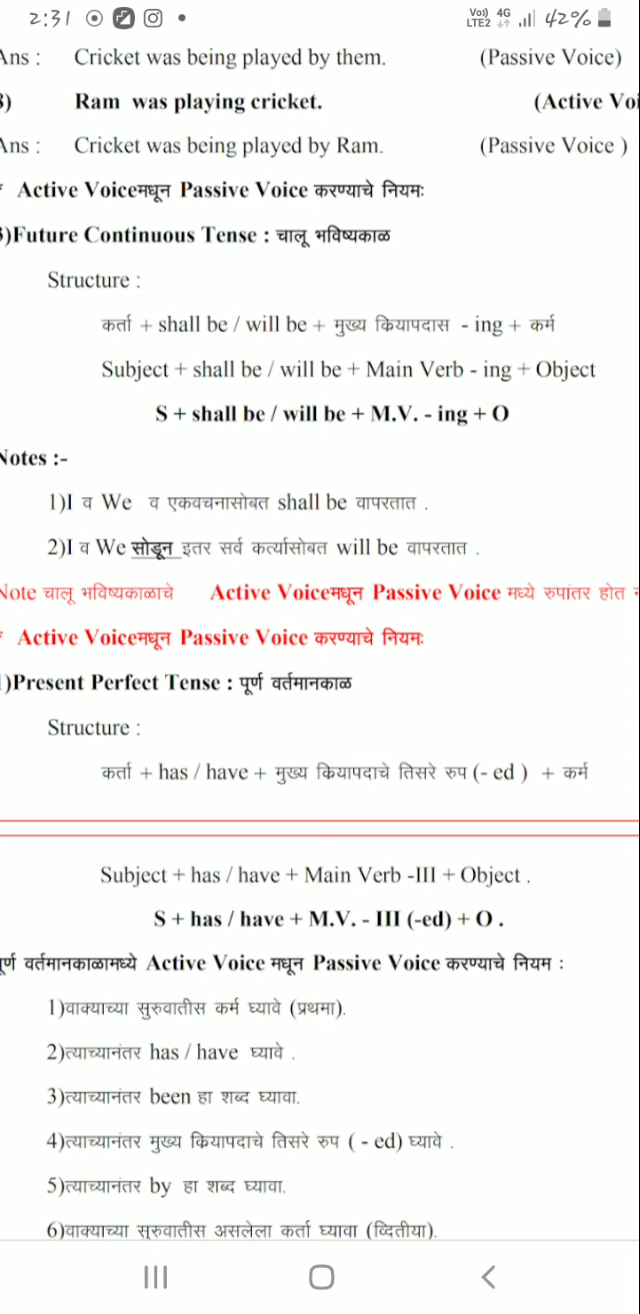 2:31 Vo)) 4G LTE2 42%
Ans : Cricket was being played by them. (Passive Voice)
3) Ram was playing cricket. (Active Voi
Ans : Cricket was being played by Ram. (Passive Voice )
Active Voiceमधून Passive Voice करण्याचे नियमः
3)Future Continuous Tense : चालू भविष्यकाळ
Structure :
कर्ता + shall be / will be + मुख्य कियापदास - ing + कर्म
Subject + shall be / will be + Main Verb - ing + Object
S + shall be / will be + M.V. - ing + O
Notes :-
1)I व We व एकवचनासोबत shall be वापरतात .
2)I व We सोडून इतर सर्व कर्त्यासोबत will be वापरतात .
Note चालू भविष्यकाळाचे Active Voiceमधून Passive Voice मध्ये रुपांतर होत
Active Voiceमधून Passive Voice करण्याचे नियमः
)Present Perfect Tense : पूर्ण वर्तमानकाळ
Structure :
कर्ता + has / have + मुख्य कियापदाचे तिसरे रुप (- ed ) + कर्म
Subject + has / have + Main Verb -III + Object .
S + has / have + M.V. - III (-ed) + O .
पूर्ण वर्तमानकाळामध्ये Active Voice मधून Passive Voice करण्याचे नियम :
1)वाक्याच्या सुरुवातीस कर्म घ्यावे (प्रथमा).
2)त्याच्यानंतर has / have घ्यावे .
3)त्याच्यानंतर been हा शब्द घ्यावा.
4)त्याच्यानंतर मुख्य कियापदाचे तिसरे रुप ( - ed) घ्यावे .
5)त्याच्यानंतर by हा शब्द घ्यावा.
6)वाक्याच्या सुरुवातीस असलेला कर्ता घ्यावा (व्दितीया).